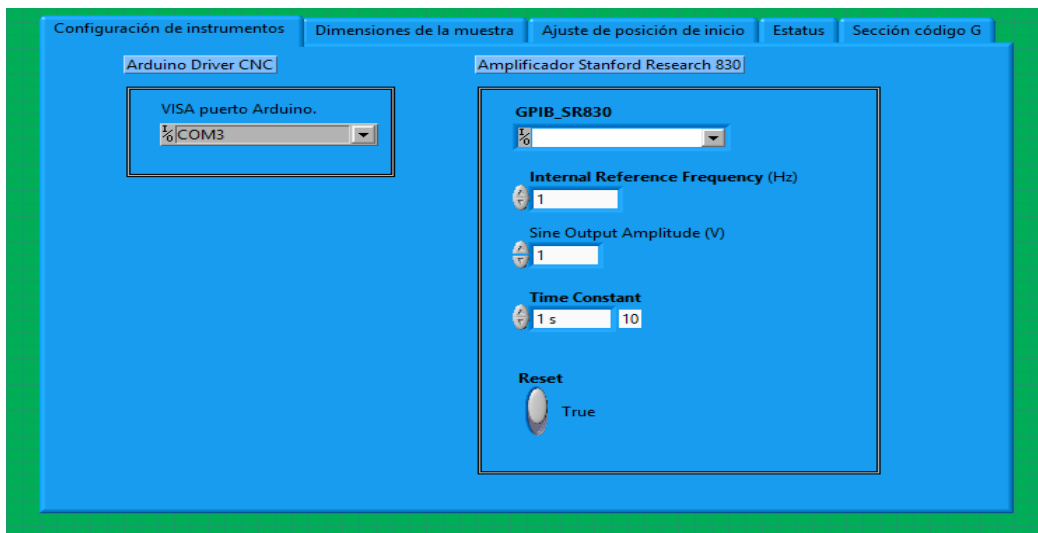 Configuración de instrumentos
Dimensiones de la muestra
Ajuste de posición de inicio
Estatus
Sección código G
Arduino Driver CNC
VISA puerto Arduino.
COM3
Amplificador Stanford Research 830
GPIB_SR830
Internal Reference Frequency (Hz)
1
Sine Output Amplitude (V)
1
Time Constant
1 s 10
Reset
True